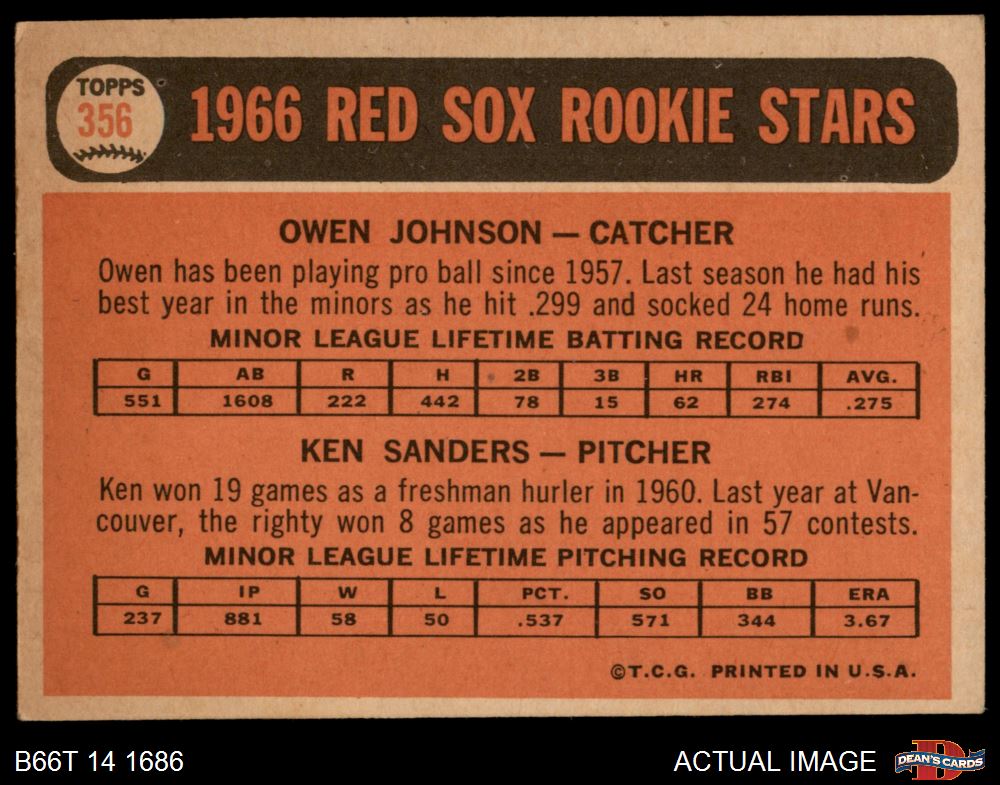 TOPPS
356
1966 RED SOX ROOKIE STARS
OWEN JOHNSON — CATCHER
Owen has been playing pro ball since 1957. Last season he had his
best year in the minors as he hit .299 and socked 24 home runs.
MINOR LEAGUE LIFETIME BATTING RECORD
G AB R H 2B 3B HR RBI AVG.
551 1608 222 442 78 15 62 274 .275
KEN SANDERS — PITCHER
Ken won 19 games as a freshman hurler in 1960. Last year at Van-
couver, the righty won 8 games as he appeared in 57 contests.
MINOR LEAGUE LIFETIME PITCHING RECORD
G IP W L PCT. SO BB ERA
237 881 58 50 .537 571 344 3.67
©T.C.G. PRINTED IN U.S.A.
B66T 14 1686
ACTUAL IMAGE
D
DEAN'S CARDS